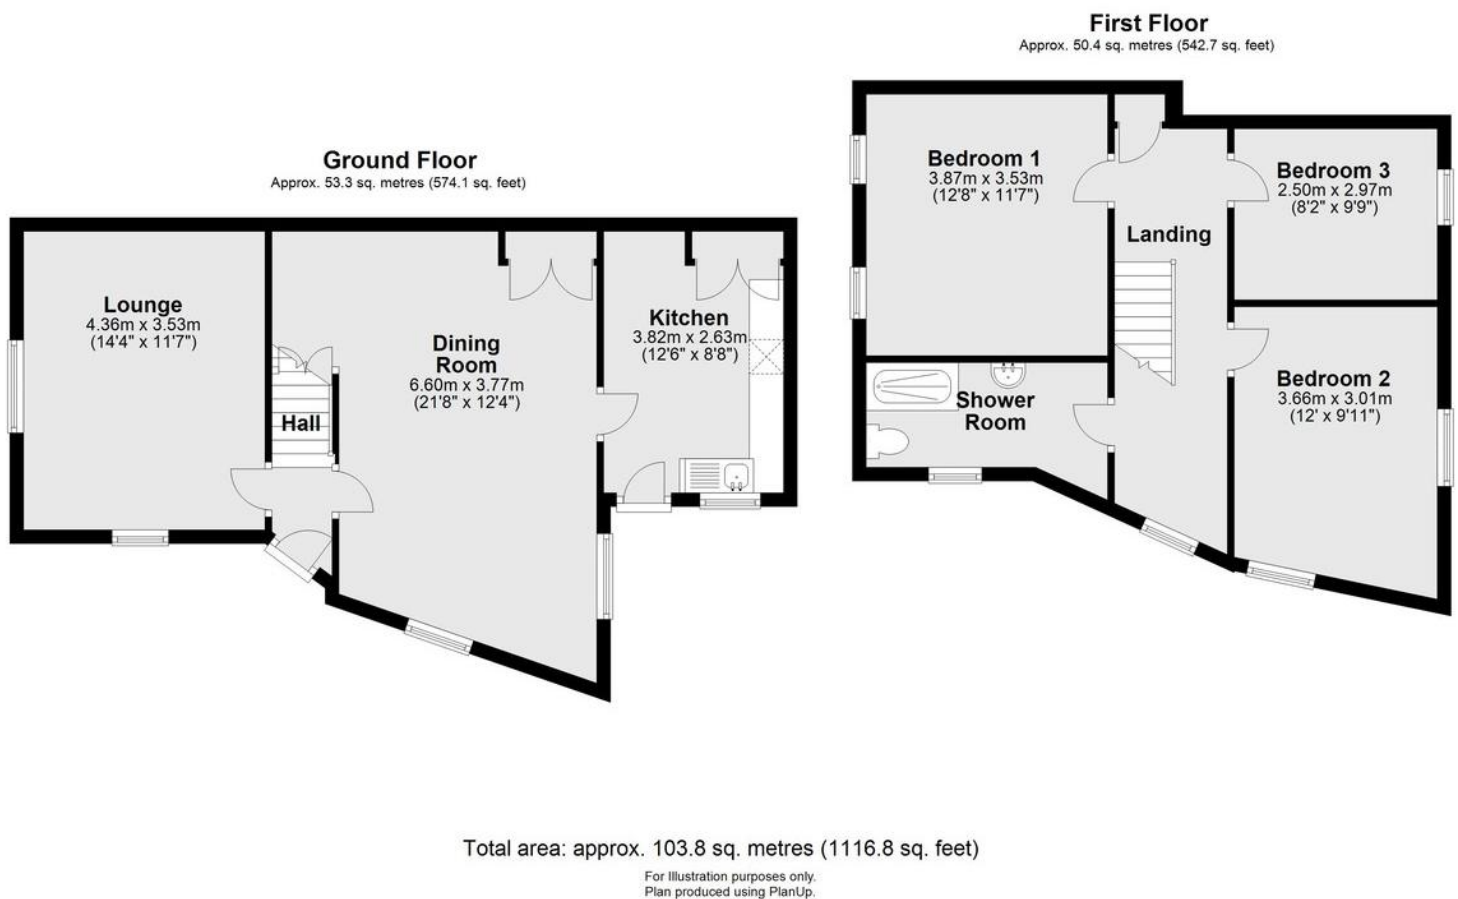 Ground Floor
Approx. 53.3 sq. metres (574.1 sq. feet)
Lounge
4.36m x 3.53m
(14'4" x 11'7")
Hall
Dining
Room
6.60m x 3.77m
(21'8" x 12'4")
Kitchen
3.82m x 2.63m
(12'6" x 8'8")
First Floor
Approx. 50.4 sq. metres (542.7 sq. feet)
Bedroom 1
3.87m x 3.53m
(12'8" x 11'7")
Landing
Bedroom 3
2.50m x 2.97m
(8'2" x 9'9")
Shower
Room
Bedroom 2
3.66m x 3.01m
(12' x 9'11")
Total area: approx. 103.8 sq. metres (1116.8 sq. feet)
For Illustration purposes only.
Plan produced using PlanUp.